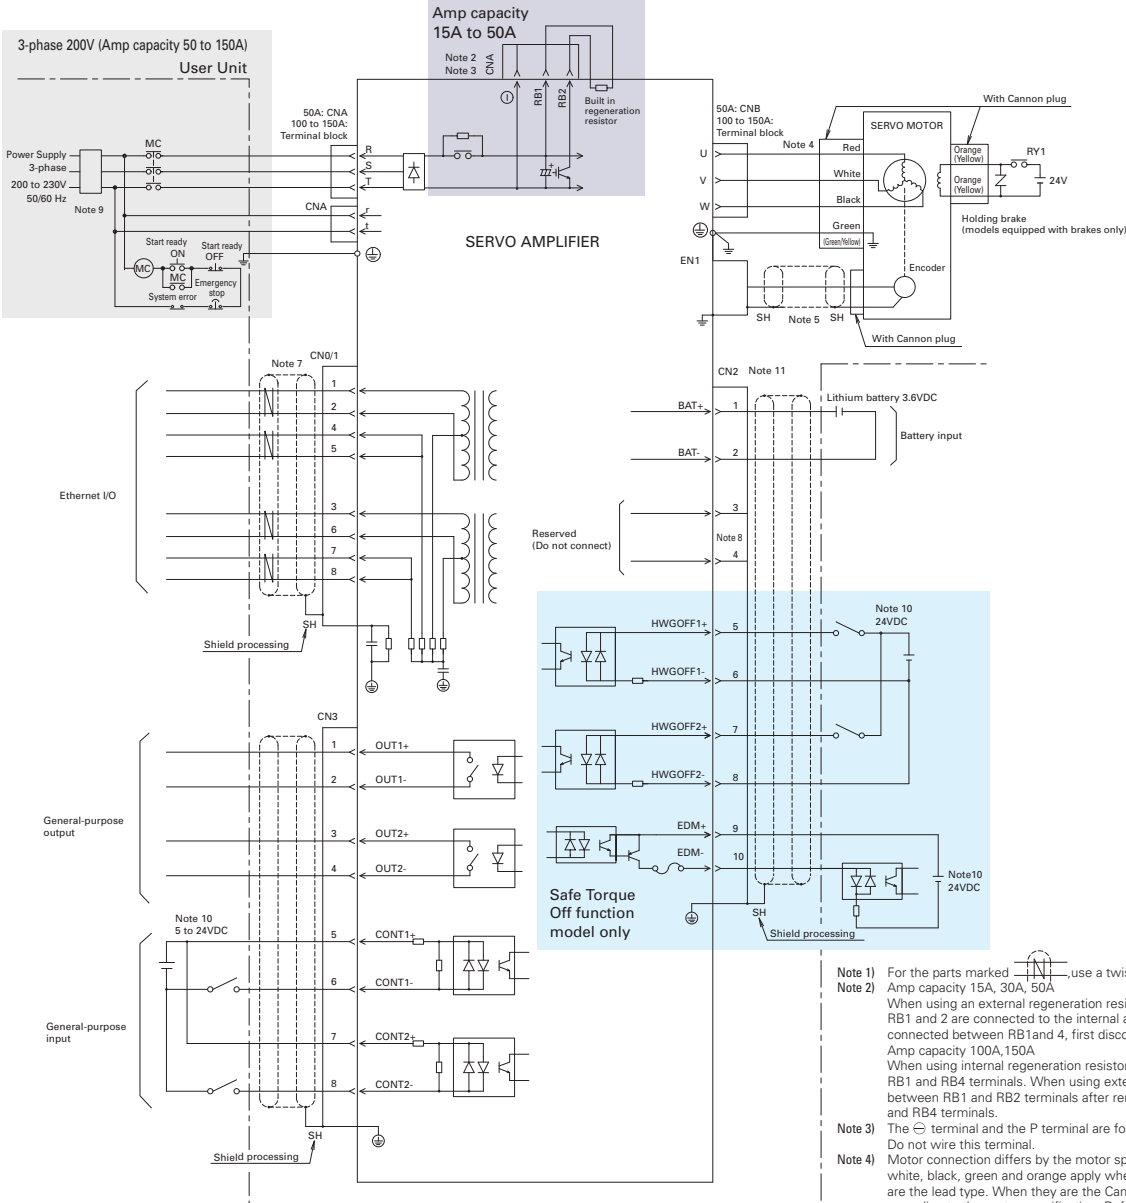 Amp capacity
15A to 50A
Note 2
Note 3
CNA
RB1
RB2
Built in
regeneration
resistor
3-phase 200V (Amp capacity 50 to 150A)
User Unit
50A: CNA
100 to 150A:
Terminal block
MC
Power Supply
3-phase
200 to 230V
50/60 Hz
Note 9
R
S
T
CNA
r
t
Start ready
ON
Start ready
OFF
MC
MC
System error
Emergency
stop
SERVO AMPLIFIER
50A: CNB
100 to 150A:
Terminal block
With Cannon plug
Note 4
SERVO MOTOR
U
V
W
Red
White
Black
Green
(Green/Yellow)
Orange
(Yellow)
Orange
(Yellow)
RY1
24V
Holding brake
(models equipped with brakes only)
EN1
Encoder
SH
Note 5
SH
With Cannon plug
Note 7
CN0/1
1
2
4
5
3
6
7
8
Ethernet I/O
SH
Shield processing
CN2
Note 11
BAT+
1
Lithium battery 3.6VDC
BAT-
2
Battery input
Reserved
(Do not connect)
3
Note 8
4
HWGOFF1+
5
Note 10
24VDC
HWGOFF1-
6
HWGOFF2+
7
HWGOFF2-
8
EDM+
9
EDM-
10
Note10
24VDC
Safe Torque
Off function
model only
SH
Shield processing
CN3
1
OUT1+
2
OUT1-
General-purpose
output
3
OUT2+
4
OUT2-
Note 10
5 to 24VDC
5
CONT1+
6
CONT1-
General-purpose
input
7
CONT2+
8
CONT2-
SH
Shield processing
Note 1) For the parts marked ,use a twis
Note 2) Amp capacity 15A, 30A, 50A
When using an external regeneration resi
RB1 and 2 are connected to the internal a
connected between RB1and 4, first disco
Amp capacity 100A,150A
When using internal regeneration resistor
RB1 and RB4 terminals. When using exte
between RB1 and RB2 terminals after re
and RB4 terminals.
Note 3) The ⊖ terminal and the P terminal are fo
Do not wire this terminal.
Note 4) Motor connection differs by the motor sp
white, black, green and orange apply whe
are the lead type. When they are the Can